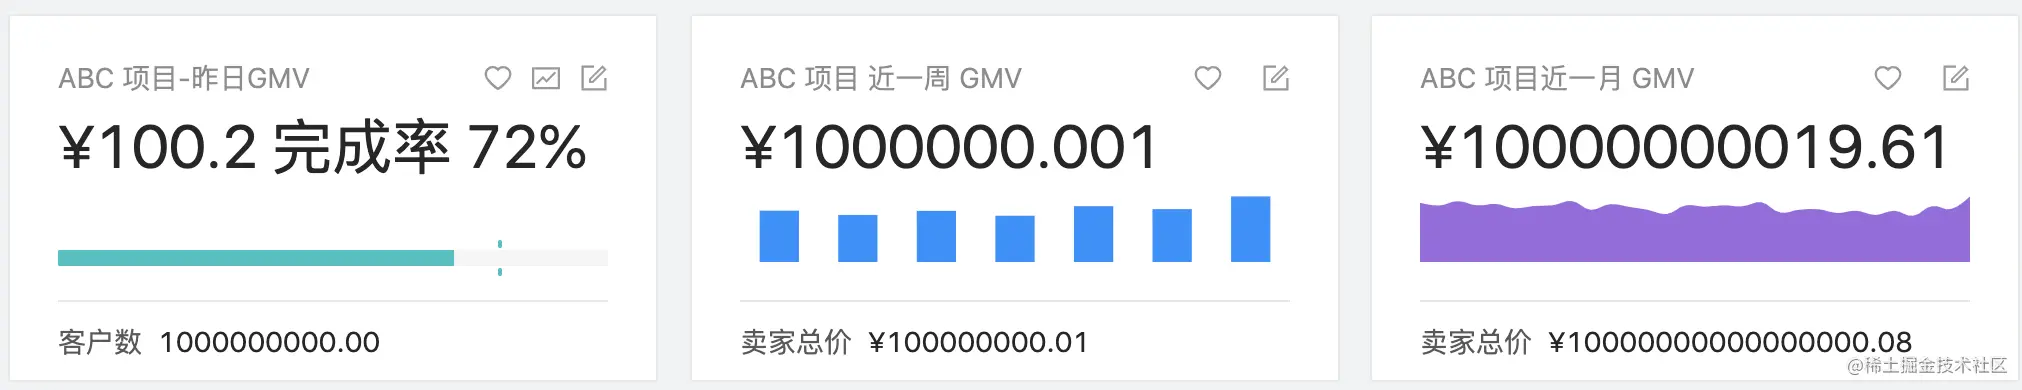 ABC 项目-昨日GMV
¥100.2 完成率 72%
客户数 1000000000.00
ABC 项目 近一周 GMV
¥1000000.001
卖家总价 ¥100000000.01
ABC 项目近一月 GMV
¥10000000019.61
卖家总价 ¥10000000000000000.08
@稀土掘金技术社区